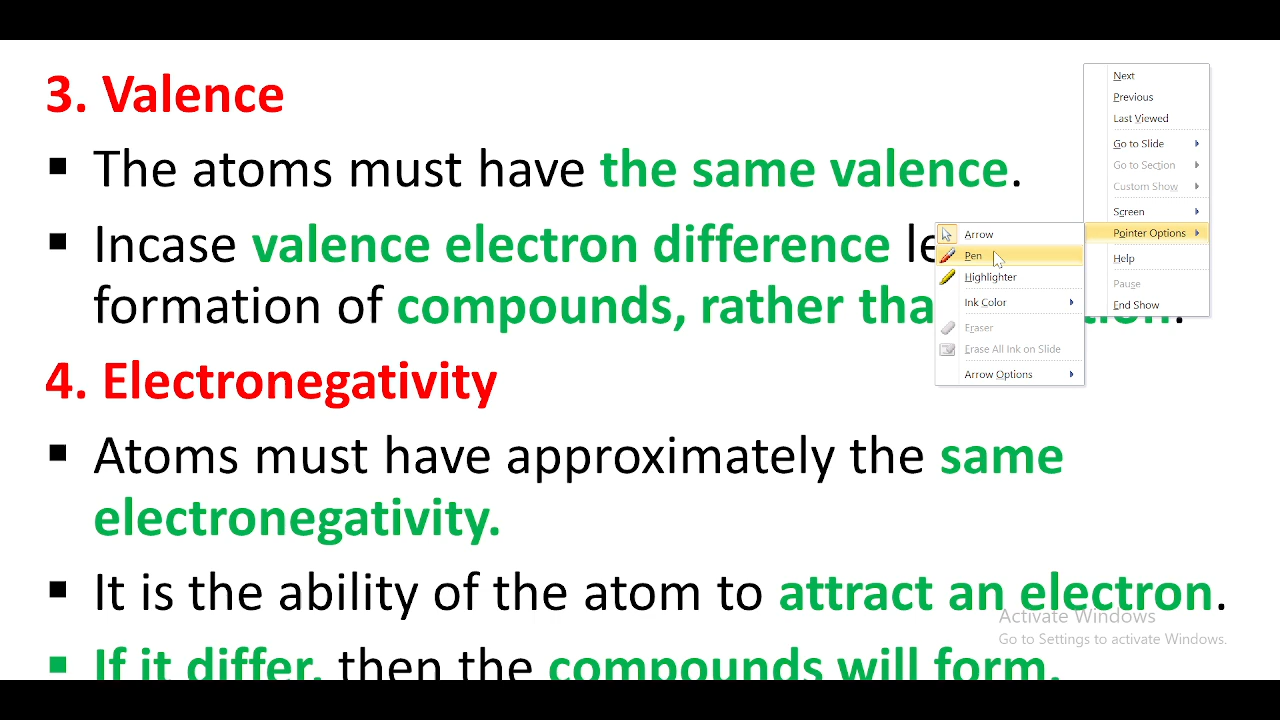 3. Valence
▪ The atoms must have the same valence.
▪ Incase valence electron difference
formation of compounds, rather
4. Electronegativity
▪ Atoms must have approximately the same
electronegativity.
▪ It is the ability of the atom to attract an electron.
▪ If it differ, then the compounds will form.
Next
Previous
Last Viewed
Go to Slide
Go to Section
Custom Show
Screen
Pointer Options
Help
Pause
End Show
Arrow
Pen
Highlighter
Ink Color
Eraser
Erase All Ink on Slide
Arrow Options
Activate Windows
Go to Settings to activate Windows.